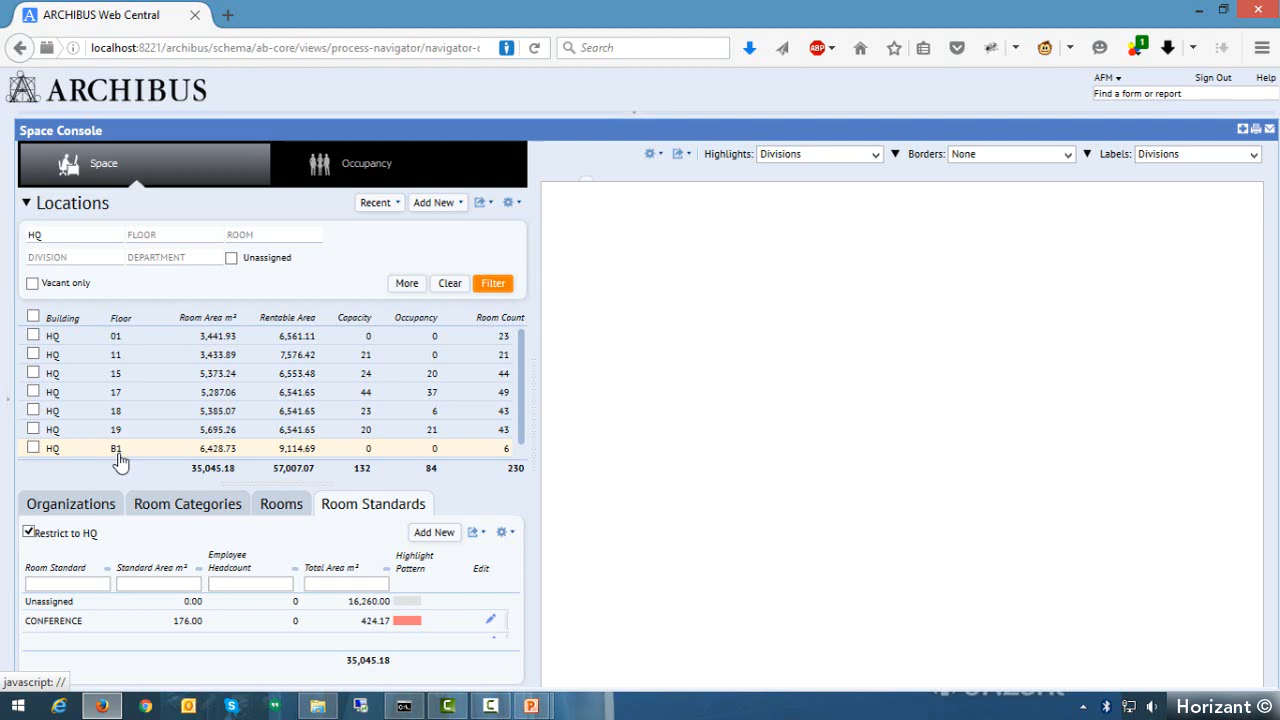 ARCHIBUS Web Central
localhost:8221/archibus/schema/ab-core/views/process-navigator/navigator-
Search
ABP
1
ARCHIBUS
AFM
Sign Out
Help
Find a form or report
Space Console
Space
Occupancy
Highlights: Divisions
Borders: None
Labels: Divisions
Locations
Recent
Add New
HQ
FLOOR
ROOM
DIVISION
DEPARTMENT
Unassigned
Vacant only
More
Clear
Filter
Building Floor Room Area m² Rentable Area Capacity Occupancy Room Count
HQ 01 3,441.93 6,561.11 0 0 23
HQ 11 3,433.89 7,576.42 21 0 21
HQ 15 5,373.24 6,553.48 24 20 44
HQ 17 5,287.06 6,541.65 44 37 49
HQ 18 5,385.07 6,541.65 23 6 43
HQ 19 5,695.26 6,541.65 20 21 43
HQ B1 6,428.73 9,114.69 0 0 6
35,045.18 57,007.07 132 84 230
Organizations Room Categories Rooms Room Standards
Restrict to HQ
Add New
Room Standard Standard Area m² Employee Headcount Total Area m² Highlight Pattern Edit
Unassigned 0.00 0 16,260.00
CONFERENCE 176.00 0 424.17
35,045.18
javascript: //
Horizant ©